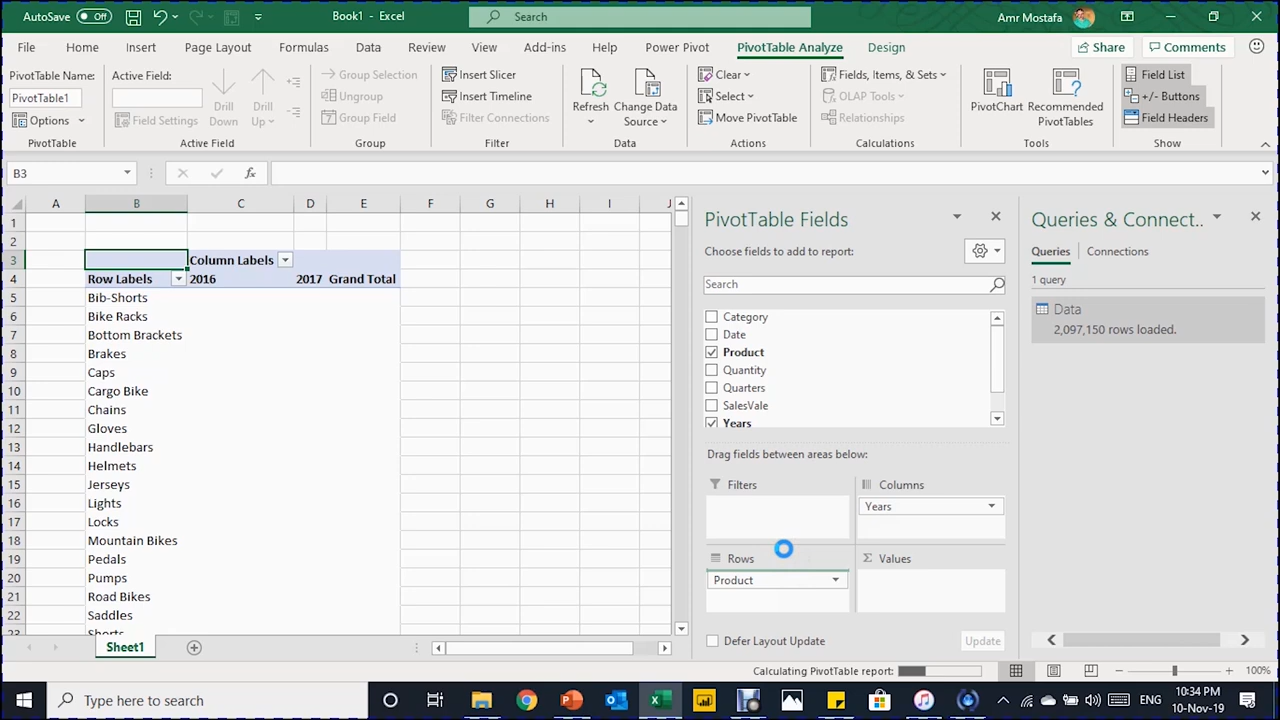 AutoSave Off Book1 - Excel Search Amr Mostafa
File Home Insert Page Layout Formulas Data Review View Add-ins Help Power Pivot PivotTable Analyze Design Share Comments
PivotTable Name:
PivotTable1
Options
PivotTable
Active Field:
Field Settings
Drill Down
Drill Up
Active Field
Group Selection
Ungroup
Group Field
Group
Insert Slicer
Insert Timeline
Filter Connections
Filter
Refresh
Change Data Source
Data
Clear
Select
Move PivotTable
Actions
Fields, Items, & Sets
OLAP Tools
Relationships
Calculations
PivotChart
Recommended PivotTables
Tools
Field List
+/- Buttons
Field Headers
Show
B3 fx
A B C D E F G H I J
1
2
3 Column Labels
4 Row Labels 2016 2017 Grand Total
5 Bib-Shorts
6 Bike Racks
7 Bottom Brackets
8 Brakes
9 Caps
10 Cargo Bike
11 Chains
12 Gloves
13 Handlebars
14 Helmets
15 Jerseys
16 Lights
17 Locks
18 Mountain Bikes
19 Pedals
20 Pumps
21 Road Bikes
22 Saddles
23 Shorts
Sheet1
PivotTable Fields
Choose fields to add to report:
Search
Category
Date
Product
Quantity
Quarters
SalesVale
Years
Drag fields between areas below:
Filters
Columns
Years
Rows
Product
Values
Defer Layout Update Update
Queries & Connect..
Queries Connections
1 query
Data
2,097,150 rows loaded.
Calculating PivotTable report: 100%
Type here to search
ENG
10:34 PM
10-Nov-19